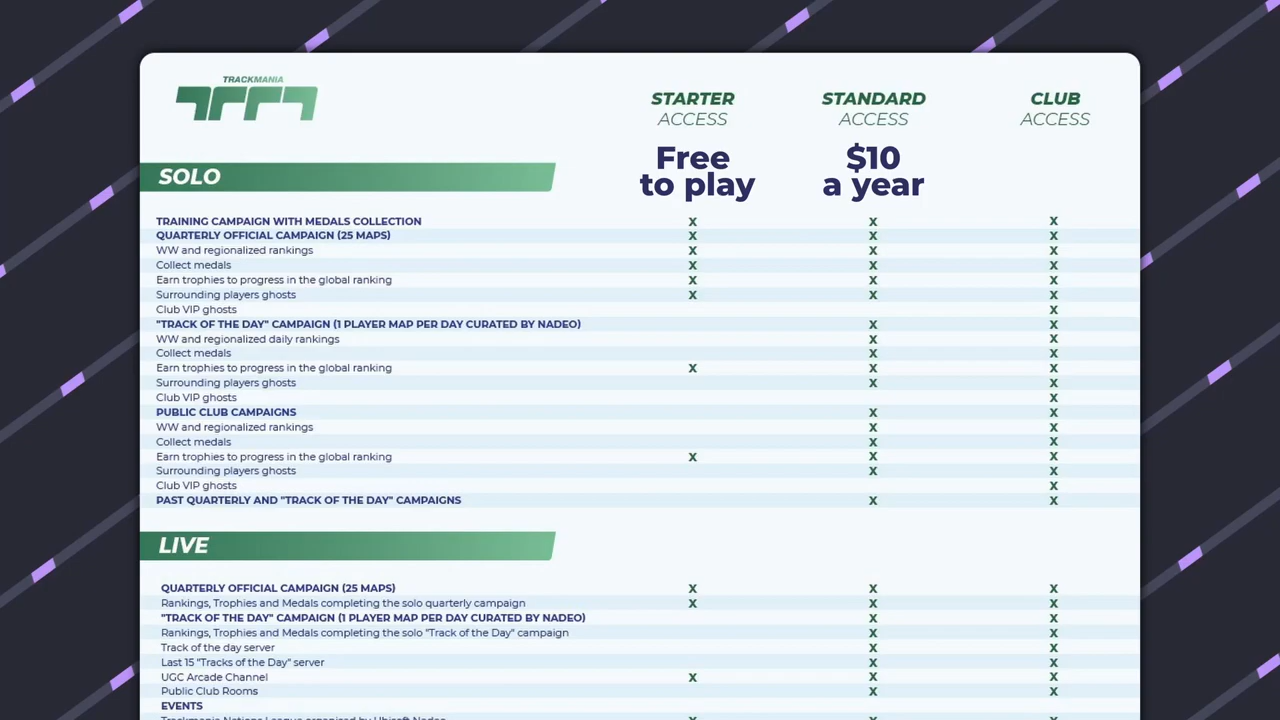 TRACKMANIA
STARTER STANDARD CLUB
ACCESS ACCESS ACCESS
Free $10
to play a year
SOLO
TRAINING CAMPAIGN WITH MEDALS COLLECTION X X X
QUARTERLY OFFICIAL CAMPAIGN (25 MAPS) X X X
WW and regionalized rankings X X X
Collect medals X X X
Earn trophies to progress in the global ranking X X X
Surrounding players ghosts X X X
Club VIP ghosts X
"TRACK OF THE DAY" CAMPAIGN (1 PLAYER MAP PER DAY CURATED BY NADEO) X X
WW and regionalized daily rankings X X
Collect medals X X
Earn trophies to progress in the global ranking X X X
Surrounding players ghosts X X
Club VIP ghosts X
PUBLIC CLUB CAMPAIGNS X X
WW and regionalized rankings X X
Collect medals X X
Earn trophies to progress in the global ranking X X X
Surrounding players ghosts X X
Club VIP ghosts X
PAST QUARTERLY AND "TRACK OF THE DAY" CAMPAIGNS X X
LIVE
QUARTERLY OFFICIAL CAMPAIGN (25 MAPS) X X X
Rankings, Trophies and Medals completing the solo quarterly campaign X X X
"TRACK OF THE DAY" CAMPAIGN (1 PLAYER MAP PER DAY CURATED BY NADEO) X X
Rankings, Trophies and Medals completing the solo "Track of the Day" campaign X X
Track of the day server X X
Last 15 "Tracks of the Day" server X X
UGC Arcade Channel X X X
Public Club Rooms X X
EVENTS
Trackmania Nations League organised by Ubisoft Nadeo X X X